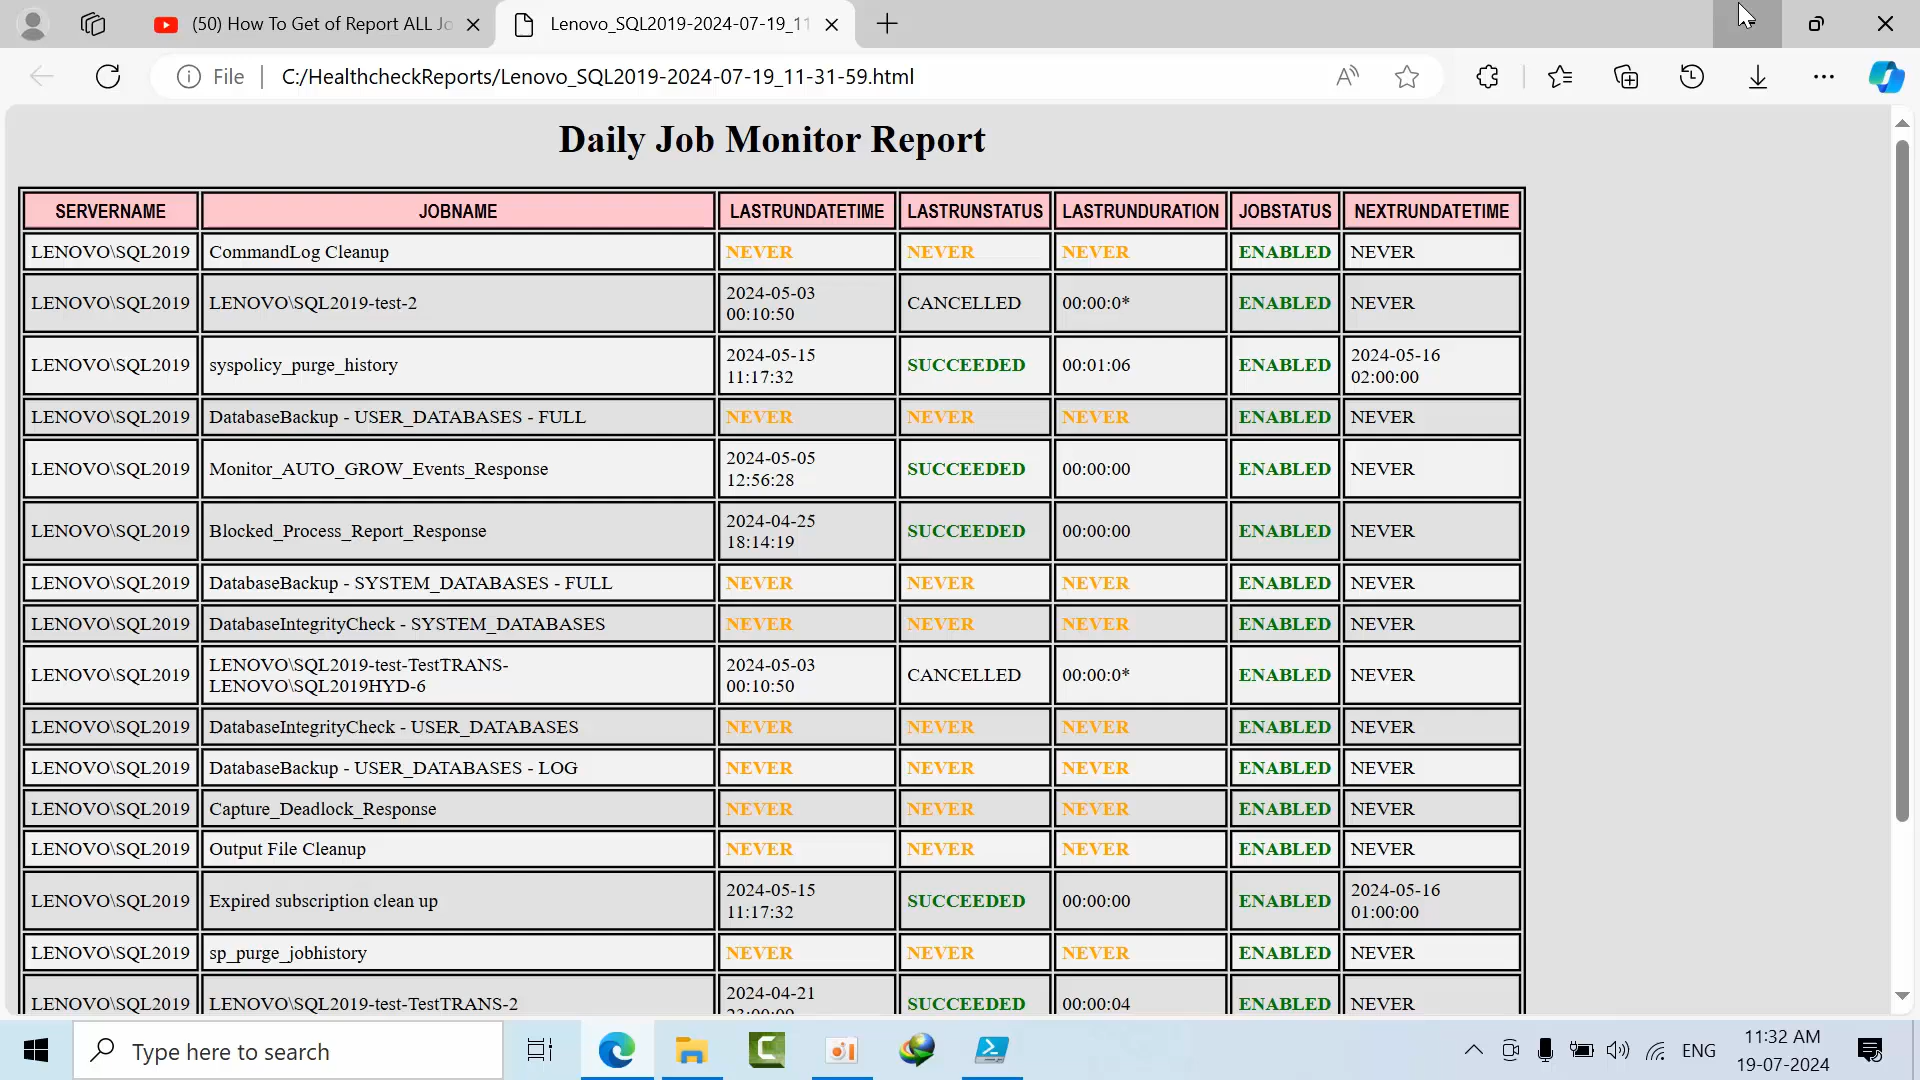 (50) How To Get of Report ALL Jo
Lenovo_SQL2019-2024-07-19_11
File
C:/HealthcheckReports/Lenovo_SQL2019-2024-07-19_11-31-59.html
Daily Job Monitor Report
SERVERNAME JOBNAME LASTRUNDATETIME LASTRUNSTATUS LASTRUNDURATION JOBSTATUS NEXTRUNDATETIME
LENOVO\SQL2019 CommandLog Cleanup NEVER NEVER NEVER ENABLED NEVER
LENOVO\SQL2019 LENOVO\SQL2019-test-2 2024-05-03 00:10:50 CANCELLED 00:00:0* ENABLED NEVER
LENOVO\SQL2019 syspolicy_purge_history 2024-05-15 11:17:32 SUCCEEDED 00:01:06 ENABLED 2024-05-16 02:00:00
LENOVO\SQL2019 DatabaseBackup - USER_DATABASES - FULL NEVER NEVER NEVER ENABLED NEVER
LENOVO\SQL2019 Monitor_AUTO_GROW_Events_Response 2024-05-05 12:56:28 SUCCEEDED 00:00:00 ENABLED NEVER
LENOVO\SQL2019 Blocked_Process_Report_Response 2024-04-25 18:14:19 SUCCEEDED 00:00:00 ENABLED NEVER
LENOVO\SQL2019 DatabaseBackup - SYSTEM_DATABASES - FULL NEVER NEVER NEVER ENABLED NEVER
LENOVO\SQL2019 DatabaseIntegrityCheck - SYSTEM_DATABASES NEVER NEVER NEVER ENABLED NEVER
LENOVO\SQL2019 LENOVO\SQL2019-test-TestTRANS-LENOVO\SQL2019HYD-6 2024-05-03 00:10:50 CANCELLED 00:00:0* ENABLED NEVER
LENOVO\SQL2019 DatabaseIntegrityCheck - USER_DATABASES NEVER NEVER NEVER ENABLED NEVER
LENOVO\SQL2019 DatabaseBackup - USER_DATABASES - LOG NEVER NEVER NEVER ENABLED NEVER
LENOVO\SQL2019 Capture_Deadlock_Response NEVER NEVER NEVER ENABLED NEVER
LENOVO\SQL2019 Output File Cleanup NEVER NEVER NEVER ENABLED NEVER
LENOVO\SQL2019 Expired subscription clean up 2024-05-15 11:17:32 SUCCEEDED 00:00:00 ENABLED 2024-05-16 01:00:00
LENOVO\SQL2019 sp_purge_jobhistory NEVER NEVER NEVER ENABLED NEVER
LENOVO\SQL2019 LENOVO\SQL2019-test-TestTRANS-2 2024-04-21 SUCCEEDED 00:00:04 ENABLED NEVER
Type here to search
ENG
11:32 AM
19-07-2024